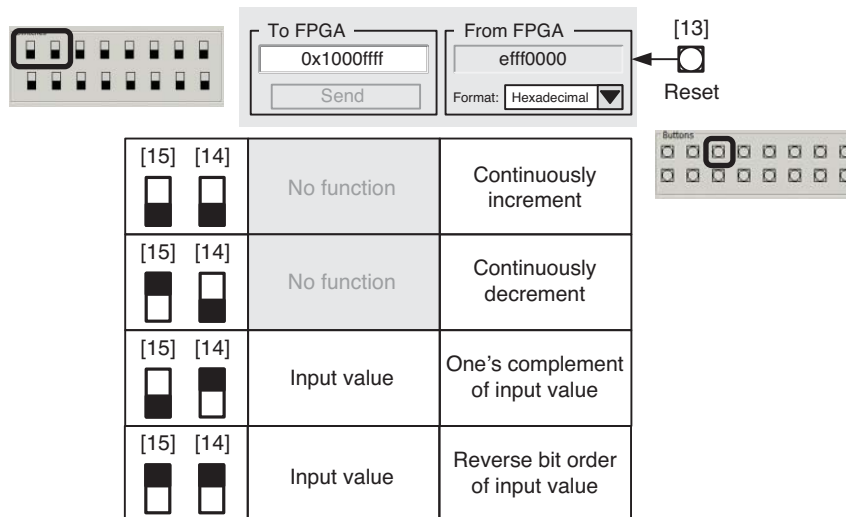 To FPGA
From FPGA
[13]
0x1000ffff
efff0000
Send
Format: Hexadecimal
Reset
Buttons
[15] [14]
No function
Continuously
increment
[15] [14]
No function
Continuously
decrement
[15] [14]
Input value
One's complement
of input value
[15] [14]
Input value
Reverse bit order
of input value